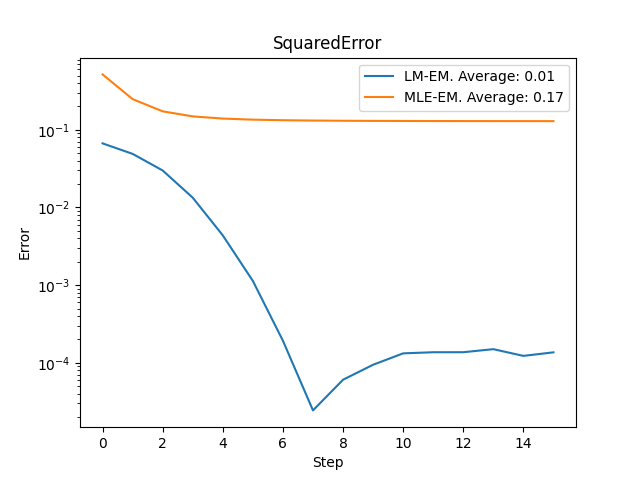 SquaredError
LM-EM. Average: 0.01
MLE-EM. Average: 0.17
Error
10⁻¹
10⁻²
10⁻³
10⁻⁴
0 2 4 6 8 10 12 14
Step